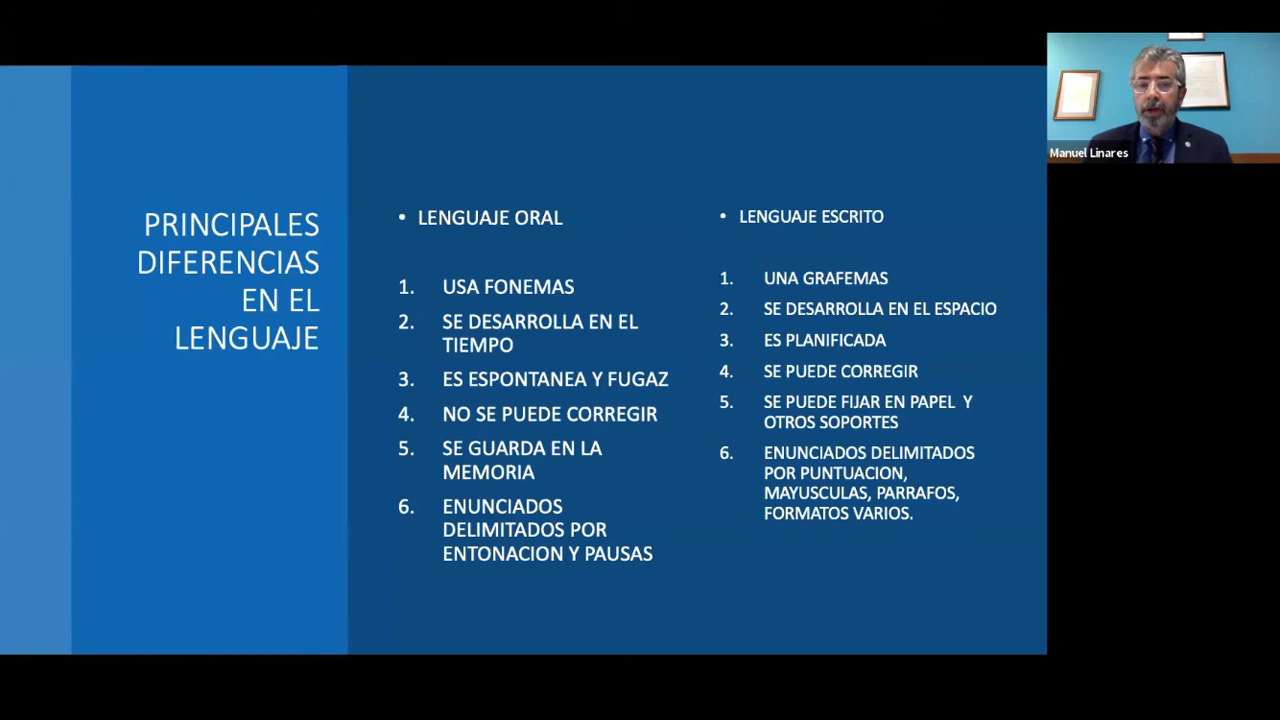 PRINCIPALES
DIFERENCIAS
EN EL
LENGUAJE
• LENGUAJE ORAL
1. USA FONEMAS
2. SE DESARROLLA EN EL
TIEMPO
3. ES ESPONTANEA Y FUGAZ
4. NO SE PUEDE CORREGIR
5. SE GUARDA EN LA
MEMORIA
6. ENUNCIADOS
DELIMITADOS POR
ENTONACION Y PAUSAS
• LENGUAJE ESCRITO
1. UNA GRAFEMAS
2. SE DESARROLLA EN EL ESPACIO
3. ES PLANIFICADA
4. SE PUEDE CORREGIR
5. SE PUEDE FIJAR EN PAPEL Y
OTROS SOPORTES
6. ENUNCIADOS DELIMITADOS
POR PUNTUACION,
MAYUSCULAS, PARRAFOS,
FORMATOS VARIOS.
Manuel Linares